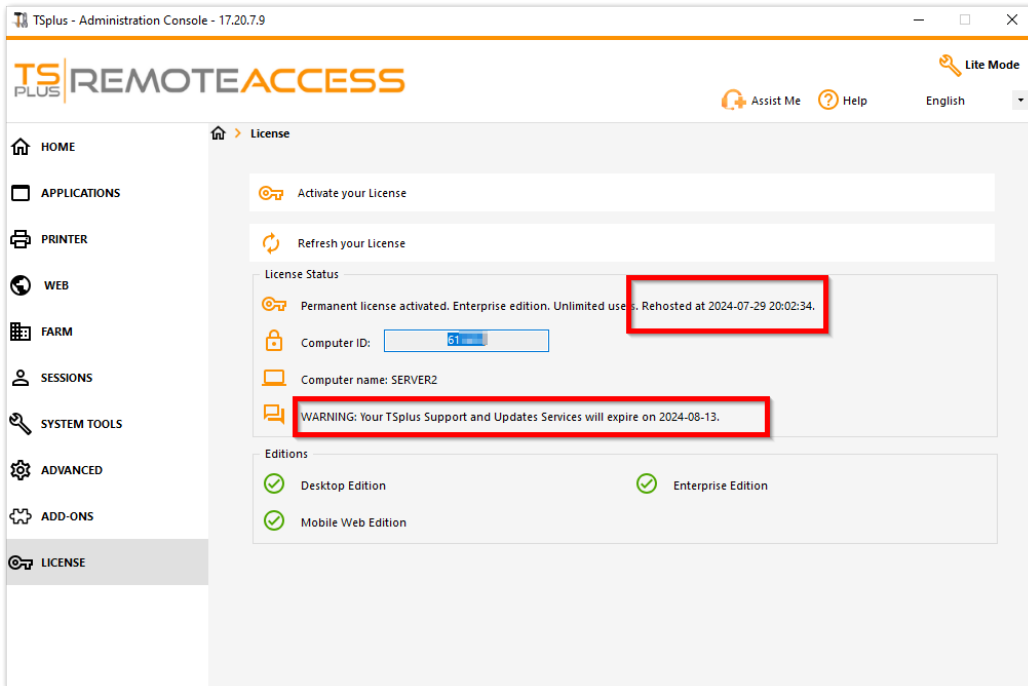 TSplus - Administration Console - 17.20.7.9
TS PLUS REMOTEACCESS
Lite Mode
Assist Me
Help
English
HOME
APPLICATIONS
PRINTER
WEB
FARM
SESSIONS
SYSTEM TOOLS
ADVANCED
ADD-ONS
LICENSE
License
Activate your License
Refresh your License
License Status
Permanent license activated. Enterprise edition. Unlimited users. Rehosted at 2024-07-29 20:02:34.
Computer ID: 61
Computer name: SERVER2
WARNING: Your TSplus Support and Updates Services will expire on 2024-08-13.
Editions
Desktop Edition
Enterprise Edition
Mobile Web Edition